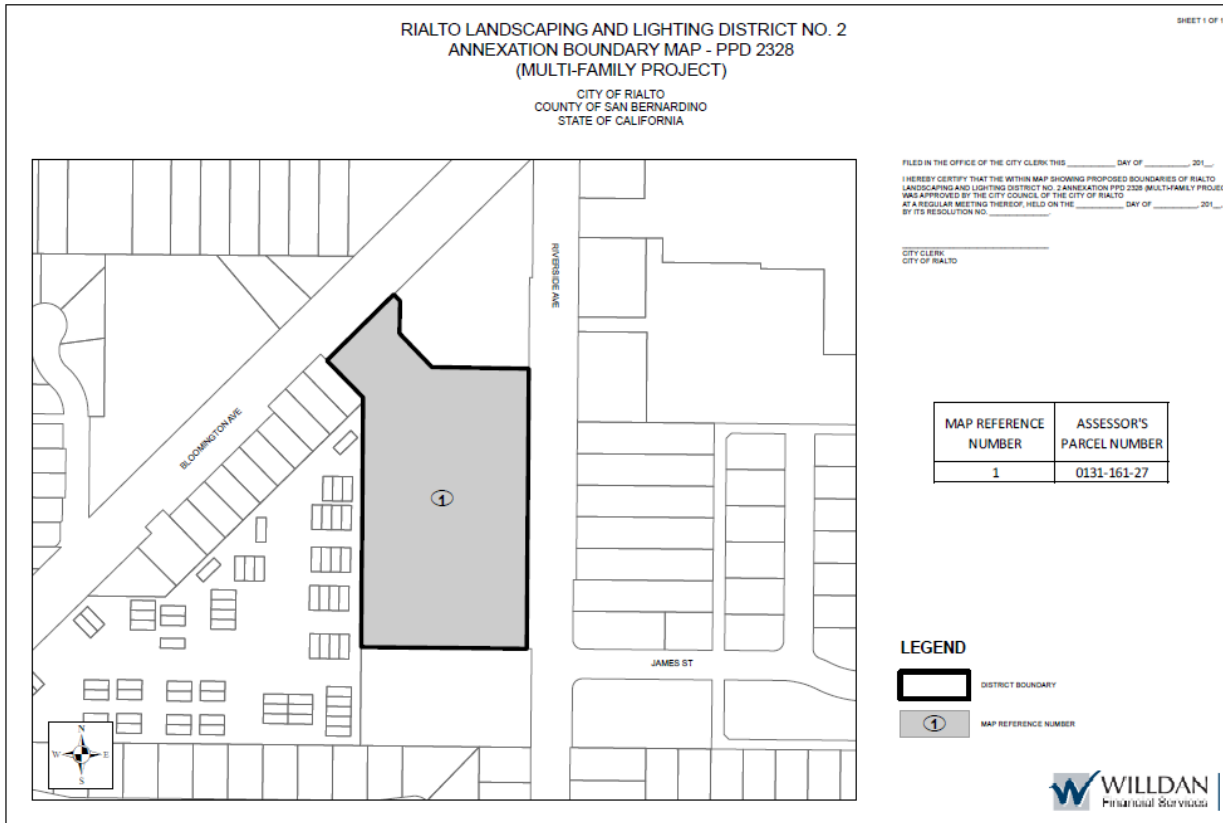 SHEET 1 OF 1
RIALTO LANDSCAPING AND LIGHTING DISTRICT NO. 2
ANNEXATION BOUNDARY MAP - PPD 2328
(MULTI-FAMILY PROJECT)
CITY OF RIALTO
COUNTY OF SAN BERNARDINO
STATE OF CALIFORNIA
FILED IN THE OFFICE OF THE CITY CLERK THIS ____________ DAY OF ___________, 201__.
I HEREBY CERTIFY THAT THE WITHIN MAP SHOWING PROPOSED BOUNDARIES OF RIALTO
LANDSCAPING AND LIGHTING DISTRICT NO. 2 ANNEXATION PPD 2328 (MULTI-FAMILY PROJEC
WAS APPROVED BY THE CITY COUNCIL OF THE CITY OF RIALTO
AT A REGULAR MEETING THEREOF, HELD ON THE ____________ DAY OF ___________, 201__,
BY ITS RESOLUTION NO. _______________.
CITY CLERK
CITY OF RIALTO
RIVERSIDE AVE
BLOOMINGTON AVE
1
JAMES ST
N
W E
S
MAP REFERENCE NUMBER
ASSESSOR'S PARCEL NUMBER
1 0131-161-27
LEGEND
DISTRICT BOUNDARY
1 MAP REFERENCE NUMBER
WILLDAN
Financial Services